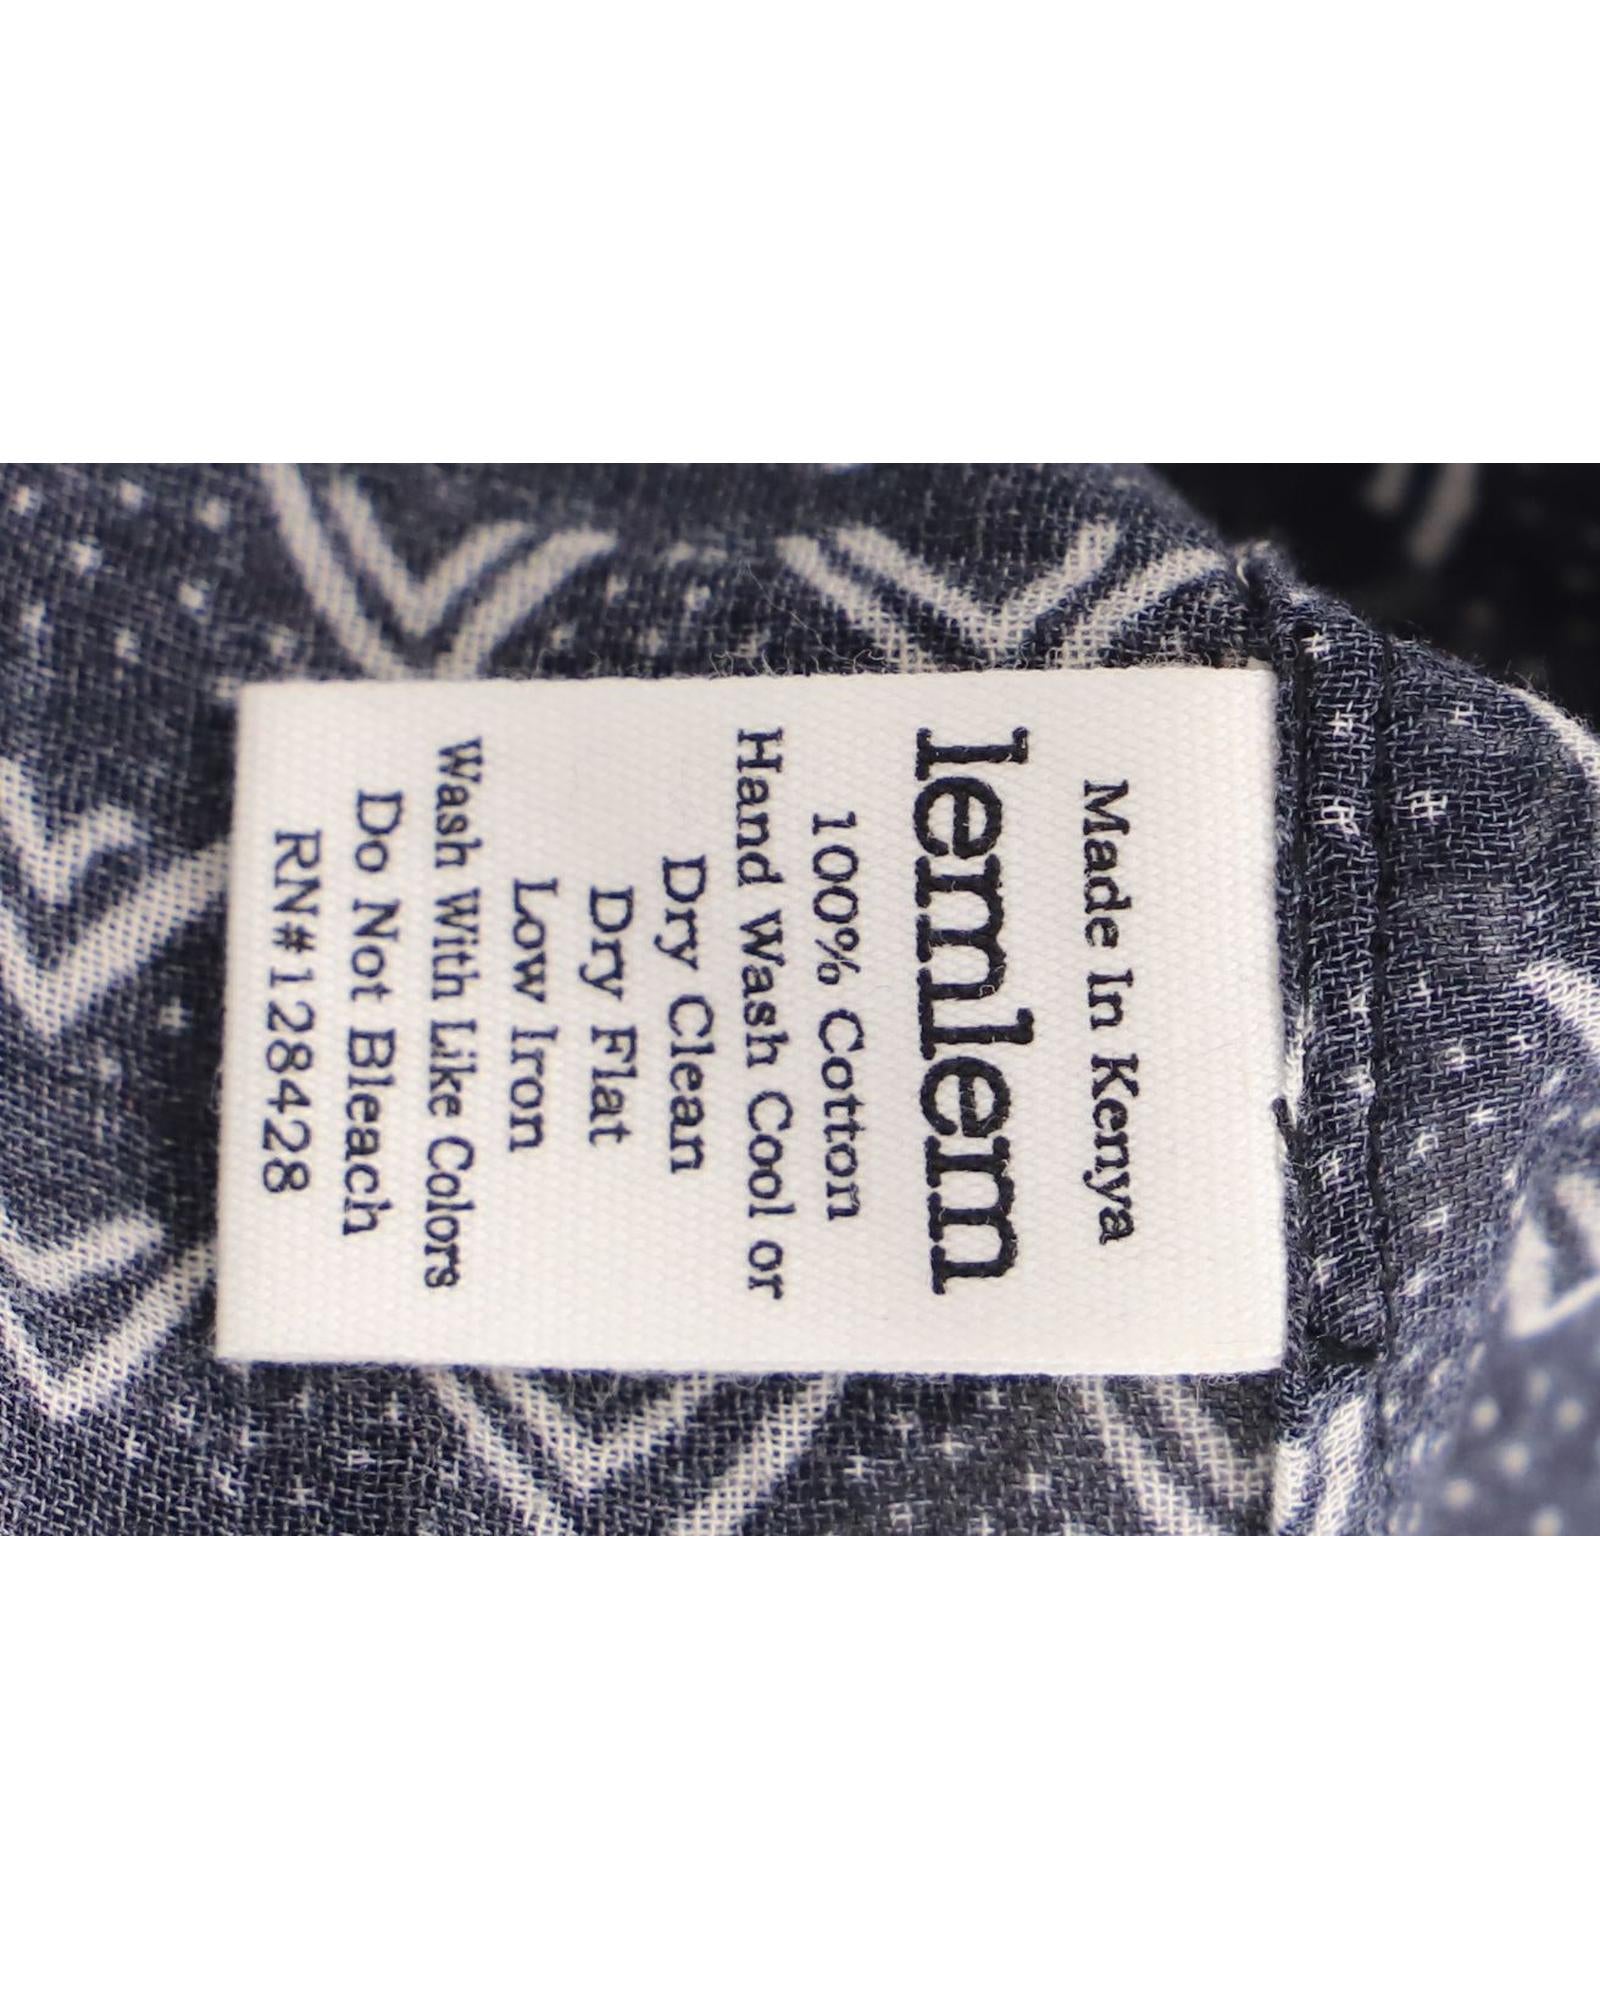 Made In Kenya
lemlem
100% Cotton
Hand Wash Cool or
Dry Clean
Dry Flat
Low Iron
Wash With Like Colors
Do Not Bleach
RN#128428